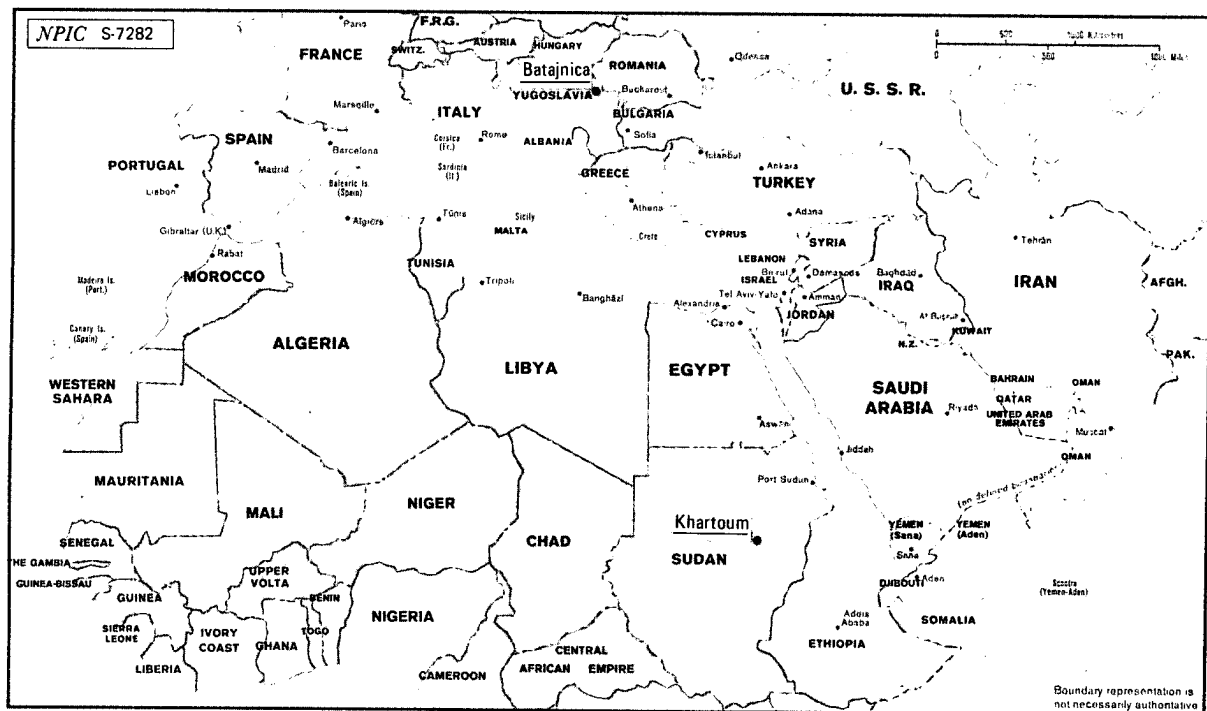 NPIC S-7282
Paris
F.R.G.
FRANCE
SWITZ.
AUSTRIA
HUNGARY
Batajnica
ROMANIA
Odessa
YUGOSLAVIA
Bucharest
U.S.S.R.
Marseille
ITALY
BULGARIA
SPAIN
Corsica
(Fr.)
Rome
ALBANIA
Sofia
PORTUGAL
Barcelona
Istanbul
Madrid
Sardinia
(It.)
GREECE
Ankara
TURKEY
Lisbon
Balearic Is.
(Spain)
Athens
Algiers
Tunis
Sicily
Adana
Gibraltar (U.K.)
MALTA
Crete
CYPRUS
SYRIA
Tehrān
Rabat
MOROCCO
TUNISIA
LEBANON
Beirut
Damascus
Baghdad
IRAN
Madeira Is.
(Port.)
Tripoli
ISRAEL
IRAQ
AFGH.
Banghāzī
Tel Aviv-Yafo
Amman
Alexandria
JORDAN
Cairo
KUWAIT
Canary Is.
(Spain)
ALGERIA
N.Z.
PAK.
LIBYA
EGYPT
WESTERN
SAHARA
SAUDI
ARABIA
BAHRAIN
OMAN
QATAR
Riyadh
UNITED ARAB
EMIRATES
Aswān
Muscat
Jiddah
OMAN
MAURITANIA
Port Sudan
NIGER
MALI
Khartoum
CHAD
SUDAN
YEMEN
(Sana)
YEMEN
(Aden)
SENEGAL
THE GAMBIA
GUINEA-BISSAU
UPPER
VOLTA
DJIBOUTI
Aden
Socotra
(Yemen-Aden)
GUINEA
BENIN
NIGERIA
Addis
Ababa
SOMALIA
SIERRA
LEONE
IVORY
COAST
GHANA
TOGO
ETHIOPIA
LIBERIA
CENTRAL
CAMEROON
AFRICAN EMPIRE
Boundary representation is
not necessarily authoritative